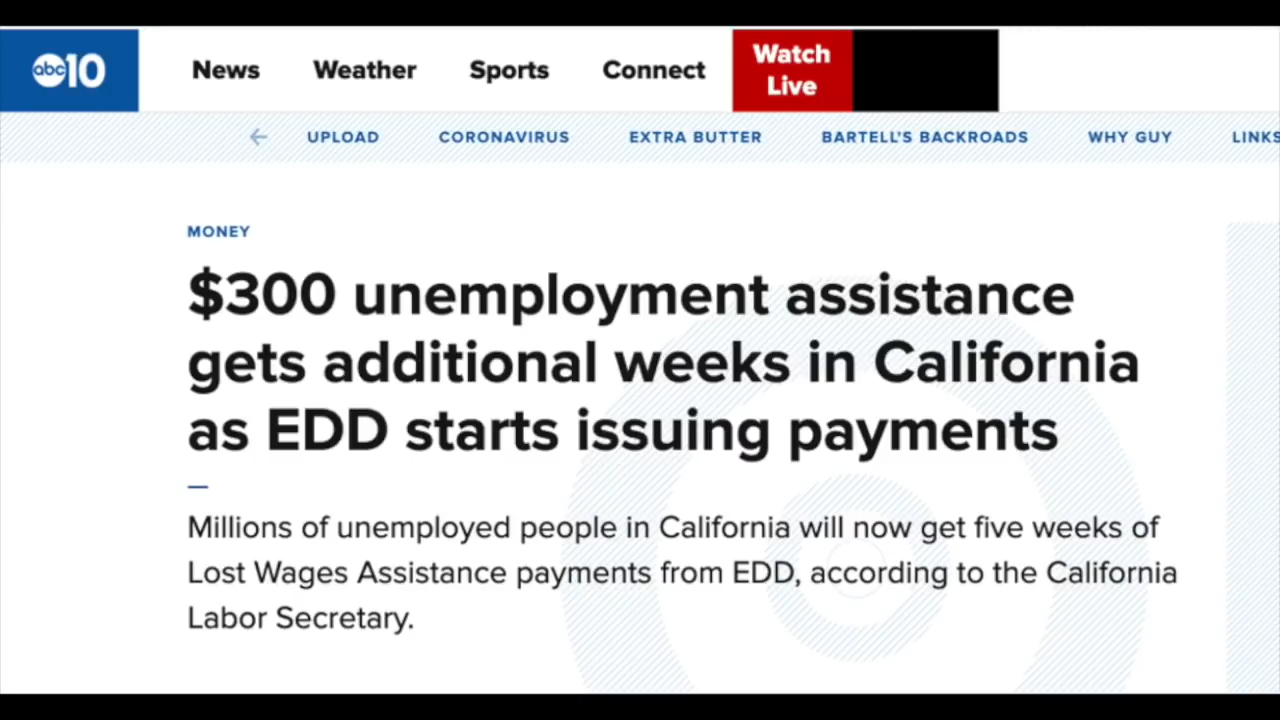 abc10 News Weather Sports Connect Watch Live
← UPLOAD CORONAVIRUS EXTRA BUTTER BARTELL'S BACKROADS WHY GUY LINKS
MONEY
$300 unemployment assistance
gets additional weeks in California
as EDD starts issuing payments
Millions of unemployed people in California will now get five weeks of
Lost Wages Assistance payments from EDD, according to the California
Labor Secretary.